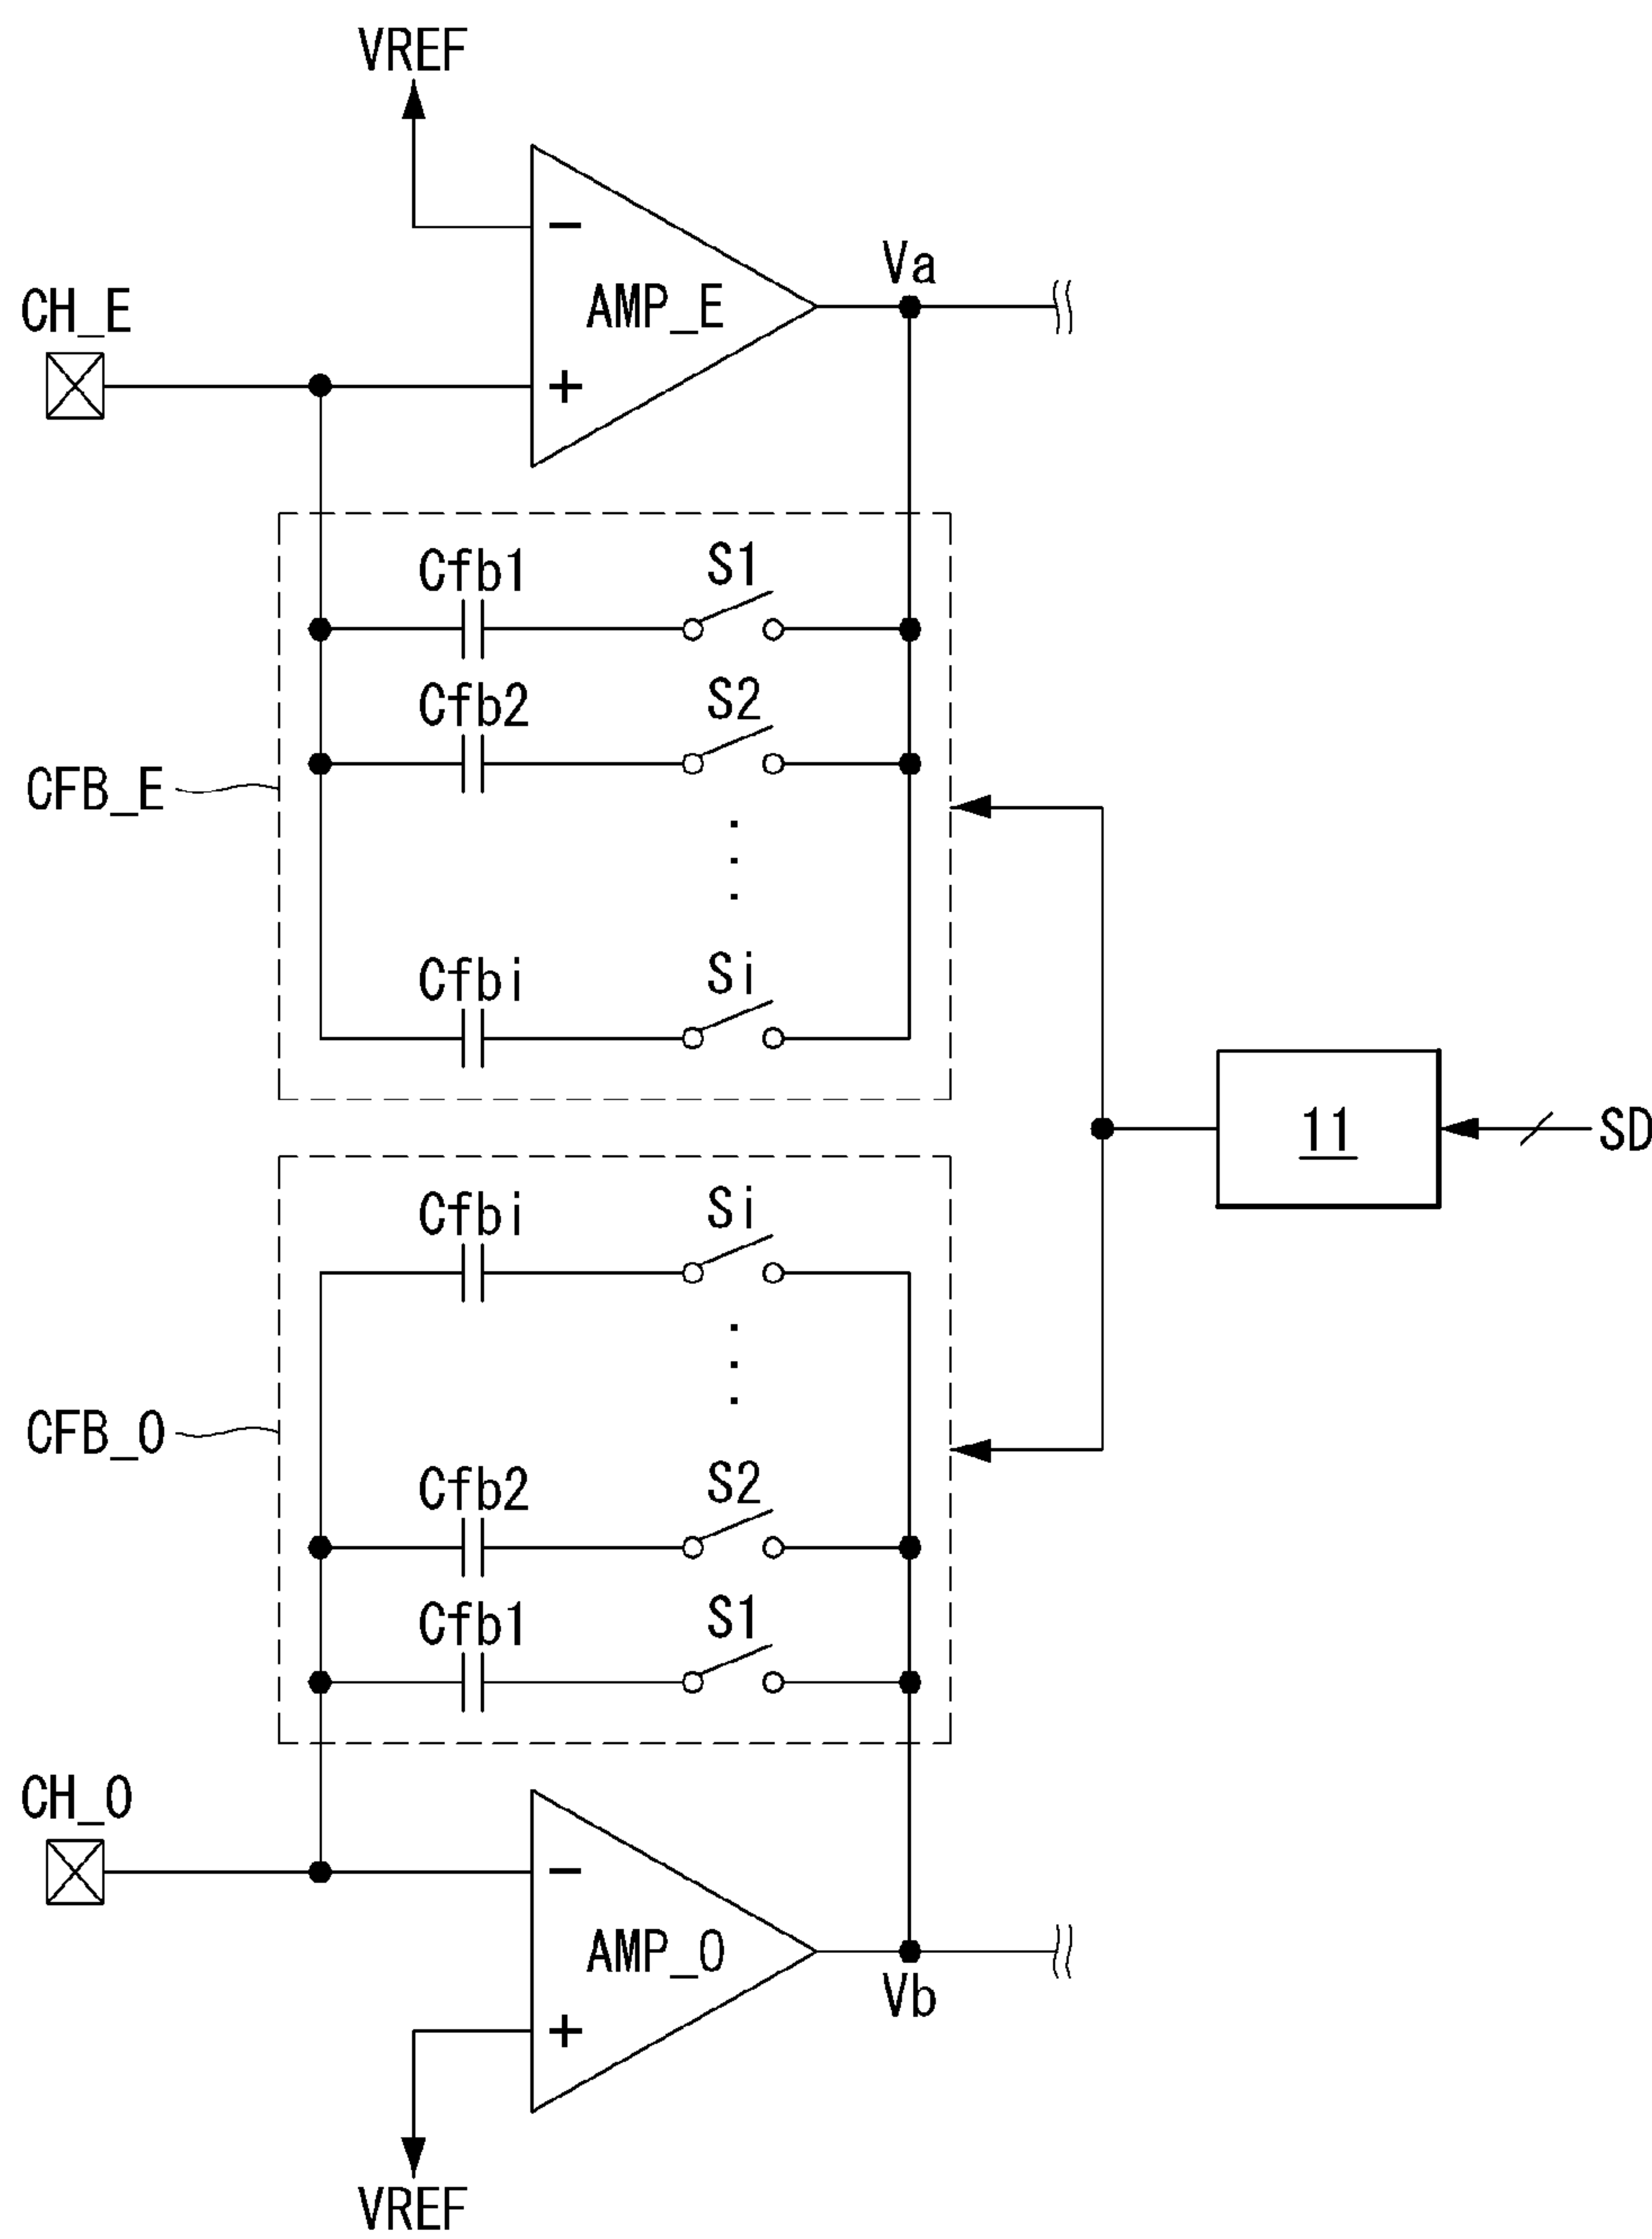 VREF
−
Va
AMP_E
CH_E
+
Cfb1
S1
Cfb2
S2
CFB_E
Cfbi
Si
11
SD
Cfbi
Si
CFB_O
Cfb2
S2
Cfb1
S1
CH_O
−
AMP_O
Vb
+
VREF